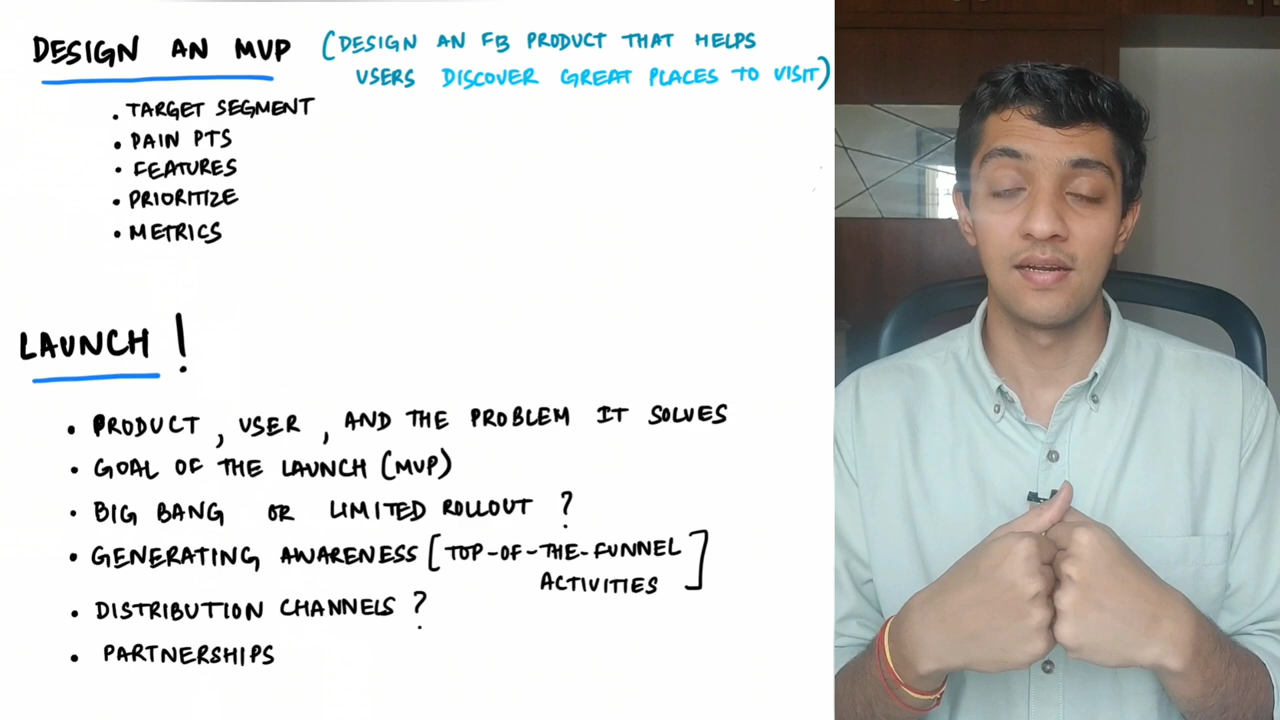 DESIGN AN MVP (DESIGN AN FB PRODUCT THAT HELPS
USERS DISCOVER GREAT PLACES TO VISIT)
. TARGET SEGMENT
• PAIN PTS
• FEATURES
• PRIORITIZE
• METRICS
LAUNCH !
• PRODUCT, USER, AND THE PROBLEM IT SOLVES
• GOAL OF THE LAUNCH (MVP)
• BIG BANG OR LIMITED ROLLOUT ?
• GENERATING AWARENESS [TOP-OF-THE-FUNNEL
ACTIVITIES]
• DISTRIBUTION CHANNELS ?
• PARTNERSHIPS